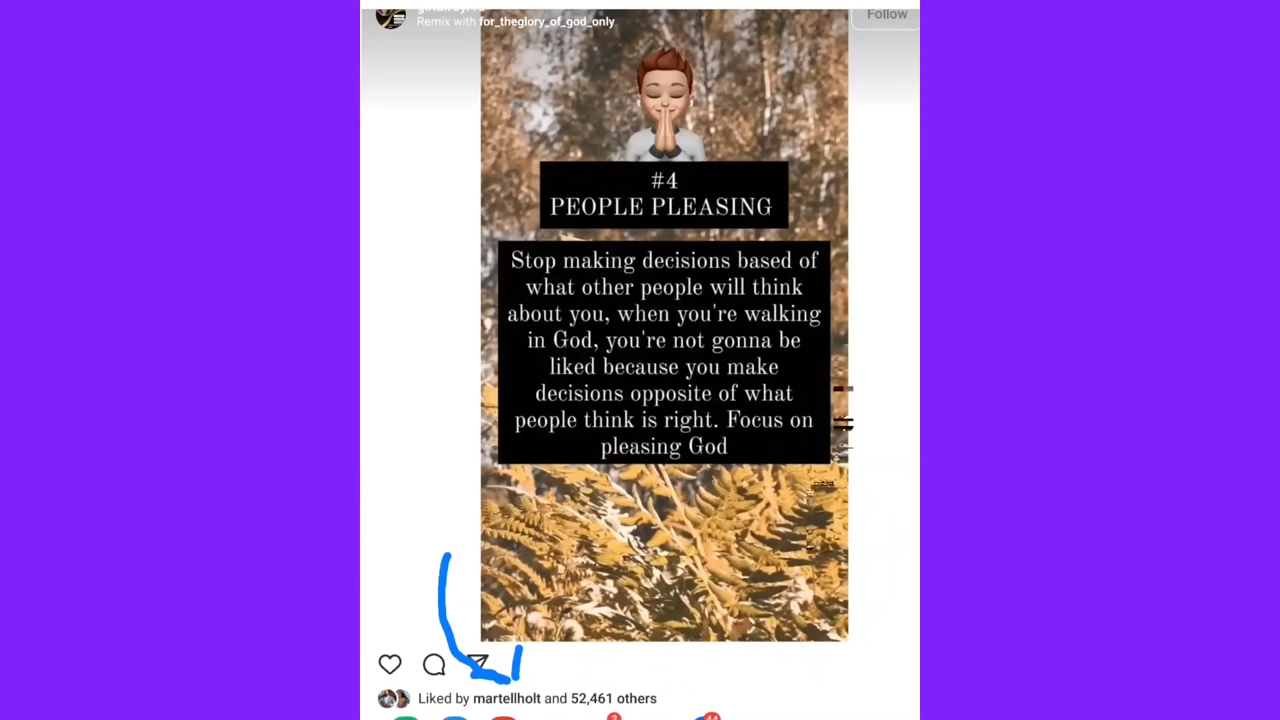 Remix with for_theglory_of_god_only
Follow
#4
PEOPLE PLEASING
Stop making decisions based of
what other people will think
about you, when you're walking
in God, you're not gonna be
liked because you make
decisions opposite of what
people think is right. Focus on
pleasing God
Liked by martellholt and 52,461 others
3
44